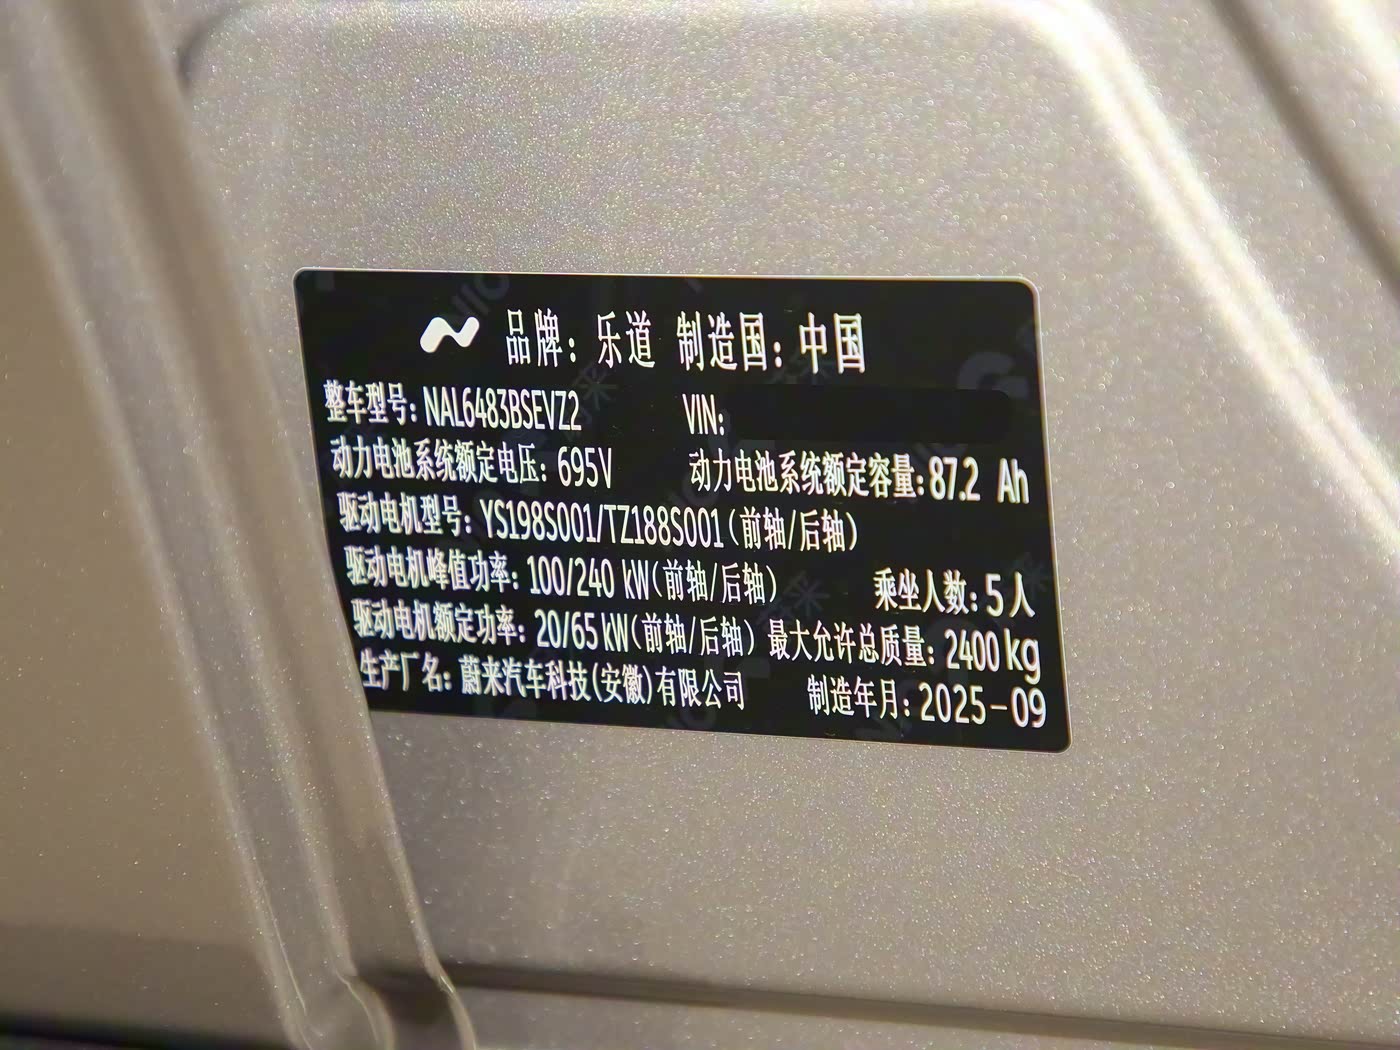 品牌：乐道 制造国：中国
整车型号：NAL6483BSEVZ2 VIN：
动力电池系统额定电压：695V 动力电池系统额定容量：87.2 Ah
驱动电机型号：YS198S001/TZ188S001（前轴/后轴）
驱动电机峰值功率：100/240 kW（前轴/后轴） 乘坐人数：5人
驱动电机额定功率：20/65kW（前轴/后轴） 最大允许总质量：2400kg
生产厂名：蔚来汽车科技（安徽）有限公司 制造年月：2025-09